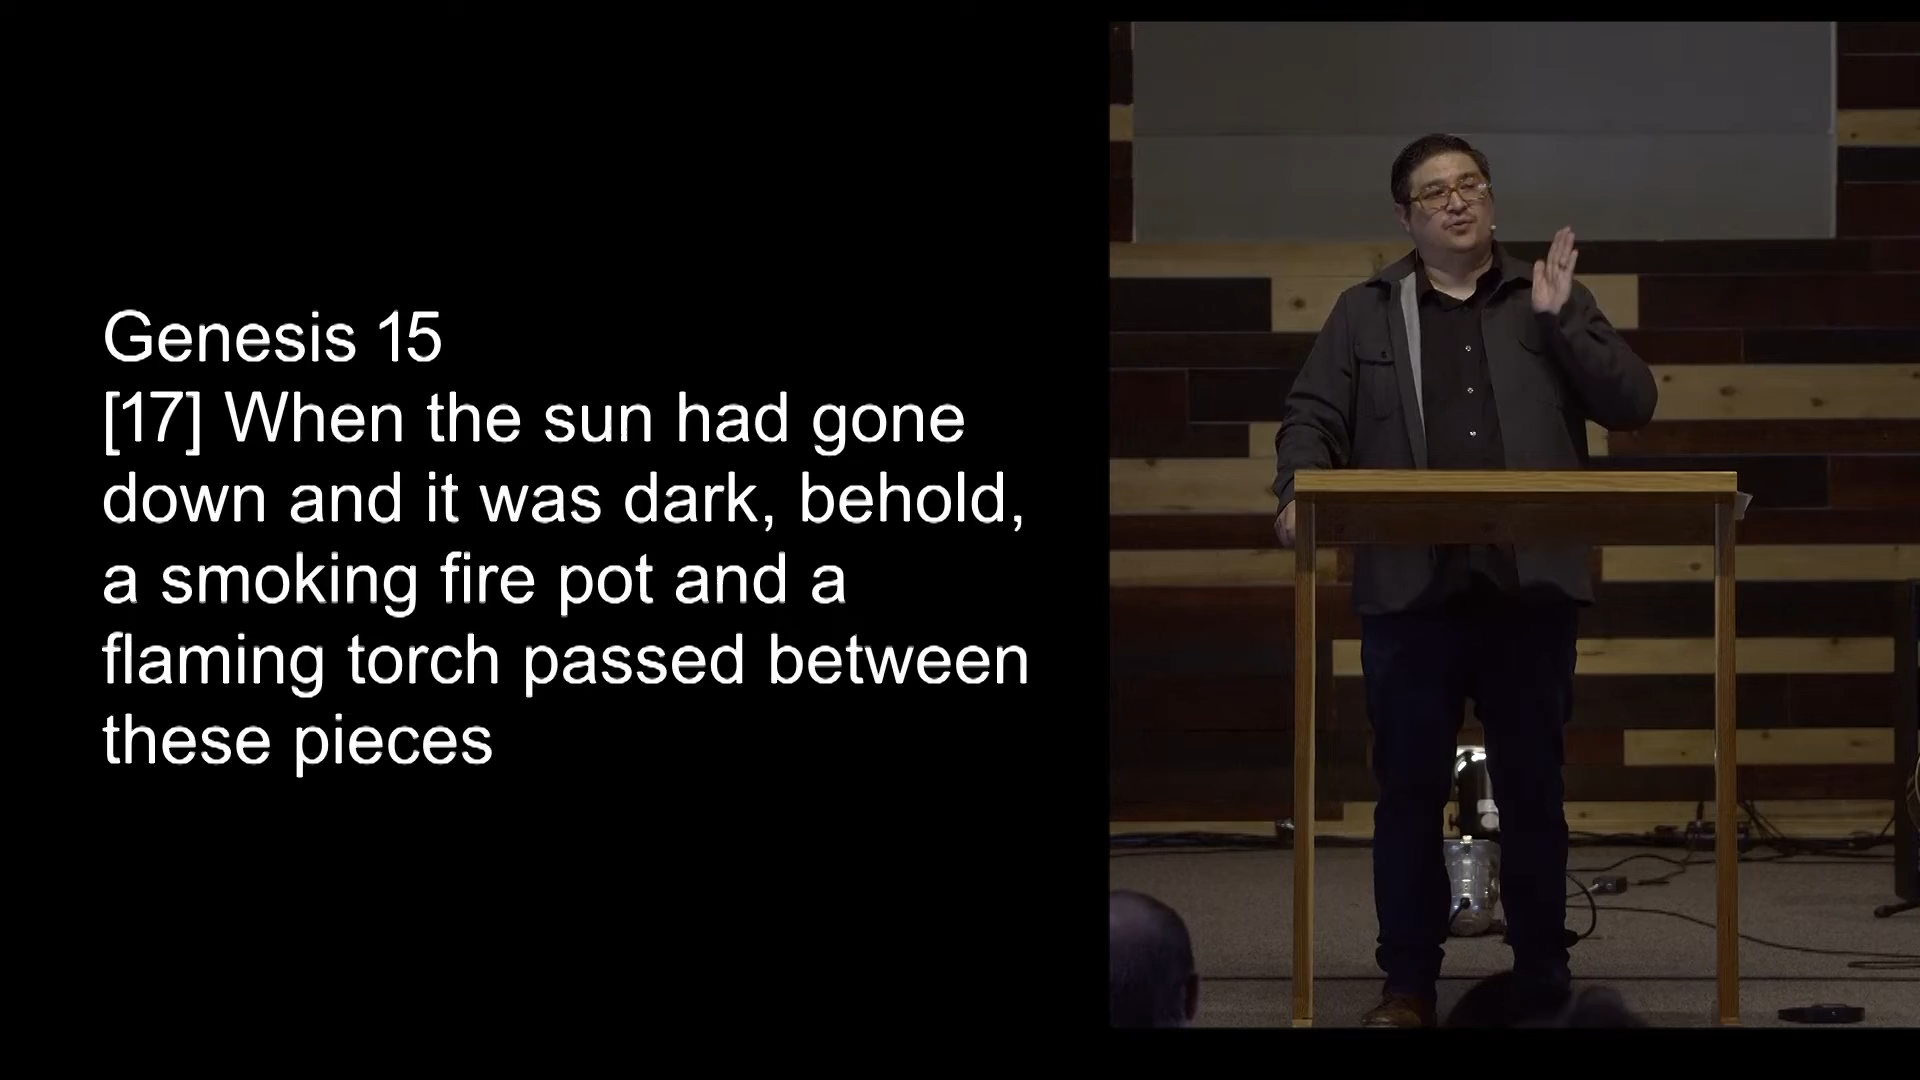 Genesis 15
[17] When the sun had gone
down and it was dark, behold,
a smoking fire pot and a
flaming torch passed between
these pieces